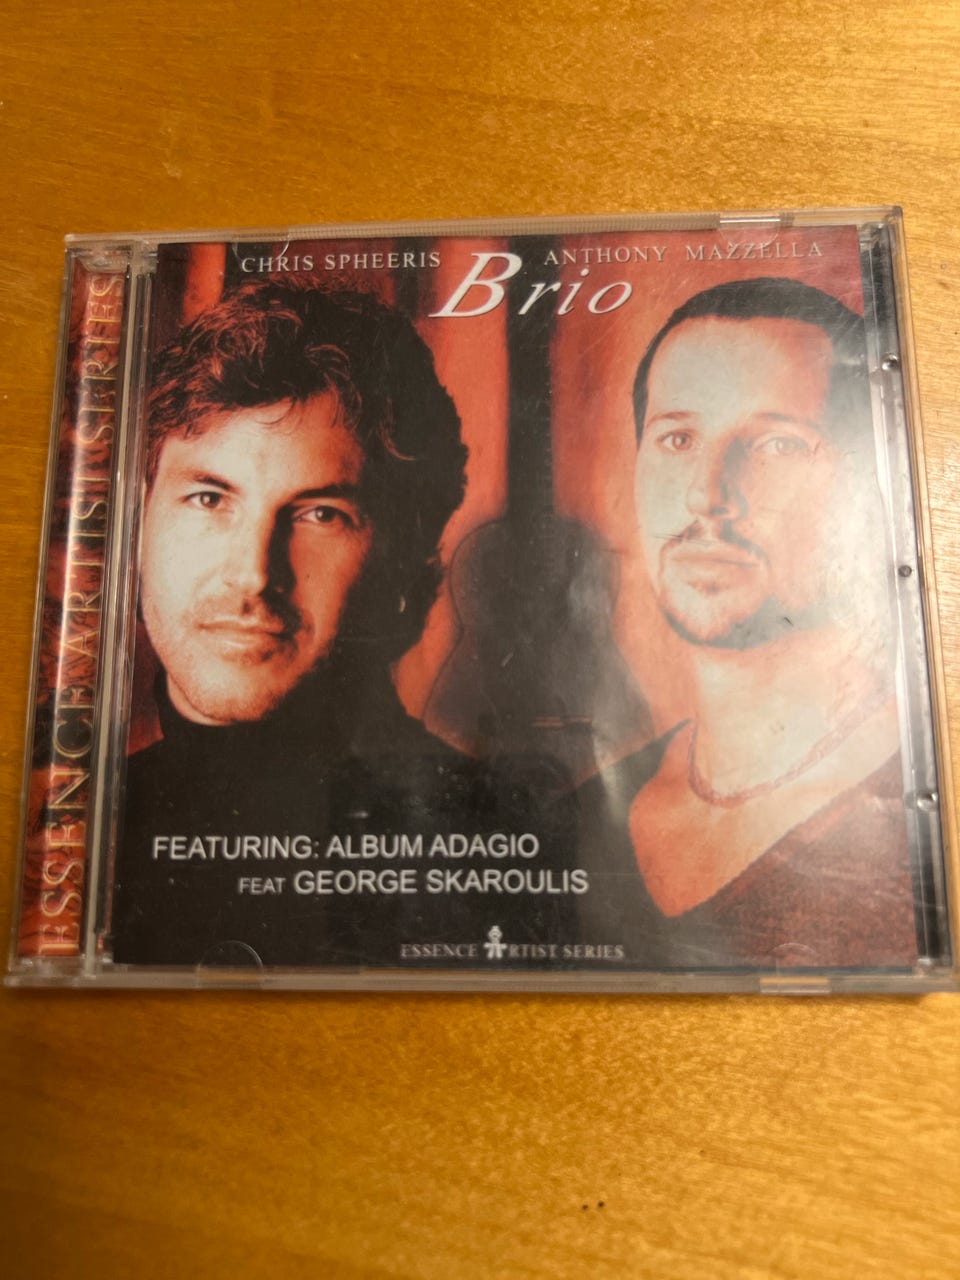 CHRIS SPHEERIS
Brio
ANTHONY MAZZELLA
ESSENCE ARTIST SERIES
FEATURING: ALBUM ADAGIO
FEAT GEORGE SKAROULIS
ESSENCE ARTIST SERIES